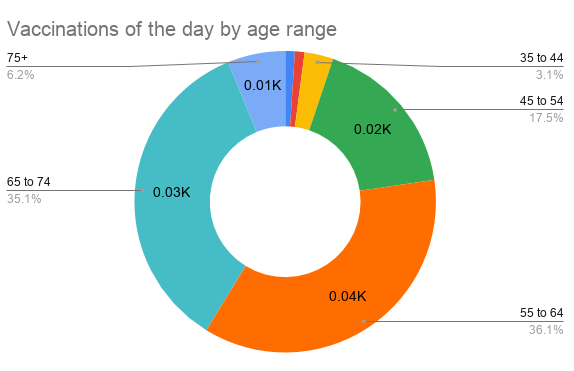 Vaccinations of the day by age range
75+
6.2%
35 to 44
3.1%
0.01K
45 to 54
17.5%
0.02K
65 to 74
35.1%
0.03K
0.04K
55 to 64
36.1%